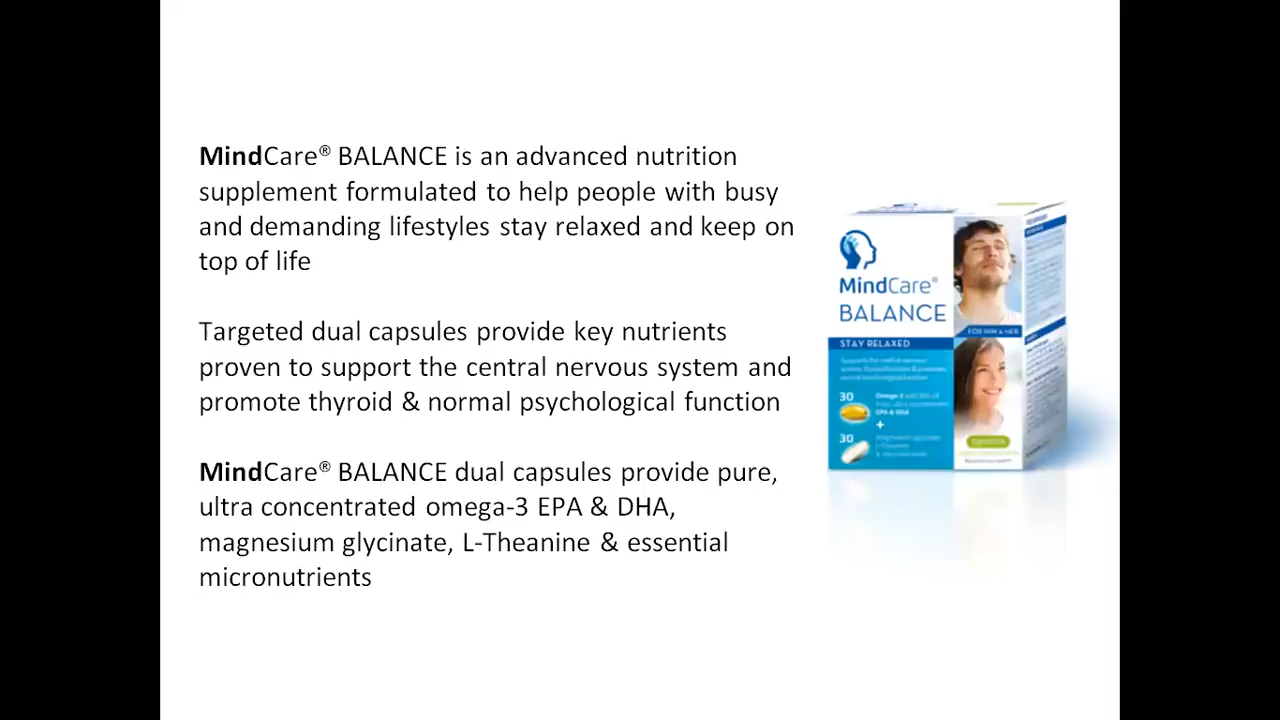 MindCare® BALANCE is an advanced nutrition
supplement formulated to help people with busy
and demanding lifestyles stay relaxed and keep on
top of life
Targeted dual capsules provide key nutrients
proven to support the central nervous system and
promote thyroid & normal psychological function
MindCare® BALANCE dual capsules provide pure,
ultra concentrated omega-3 EPA & DHA,
magnesium glycinate, L-Theanine & essential
micronutrients
MindCare®
BALANCE
FOR HIM & HER
STAY RELAXED
30
EPA & DHA
+
30